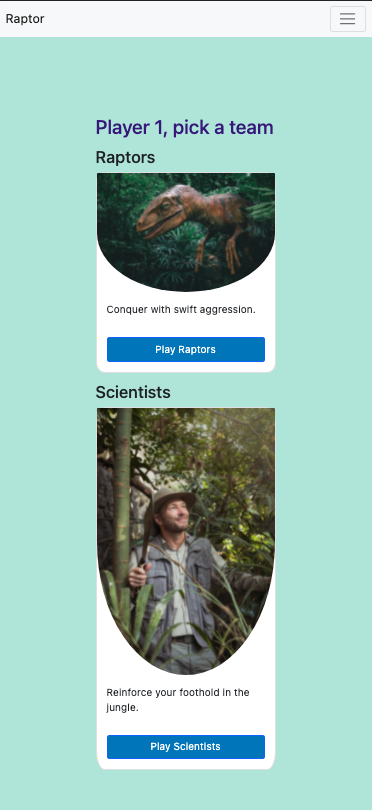 Raptor
Player 1, pick a team
Raptors
Conquer with swift aggression.
Play Raptors
Scientists
Reinforce your foothold in the
jungle.
Play Scientists